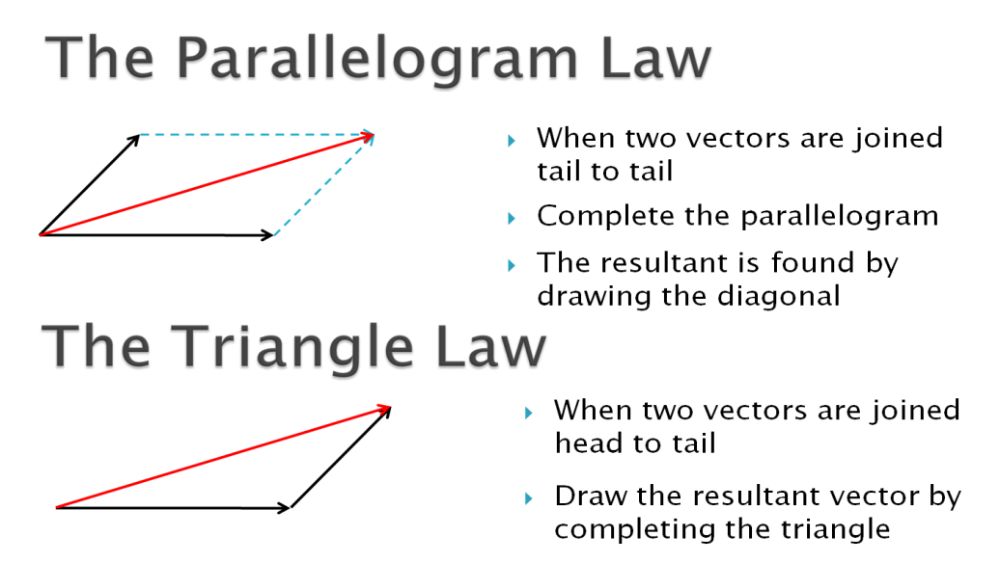 The Parallelogram Law
When two vectors are joined
tail to tail
Complete the parallelogram
The resultant is found by
drawing the diagonal
The Triangle Law
When two vectors are joined
head to tail
Draw the resultant vector by
completing the triangle